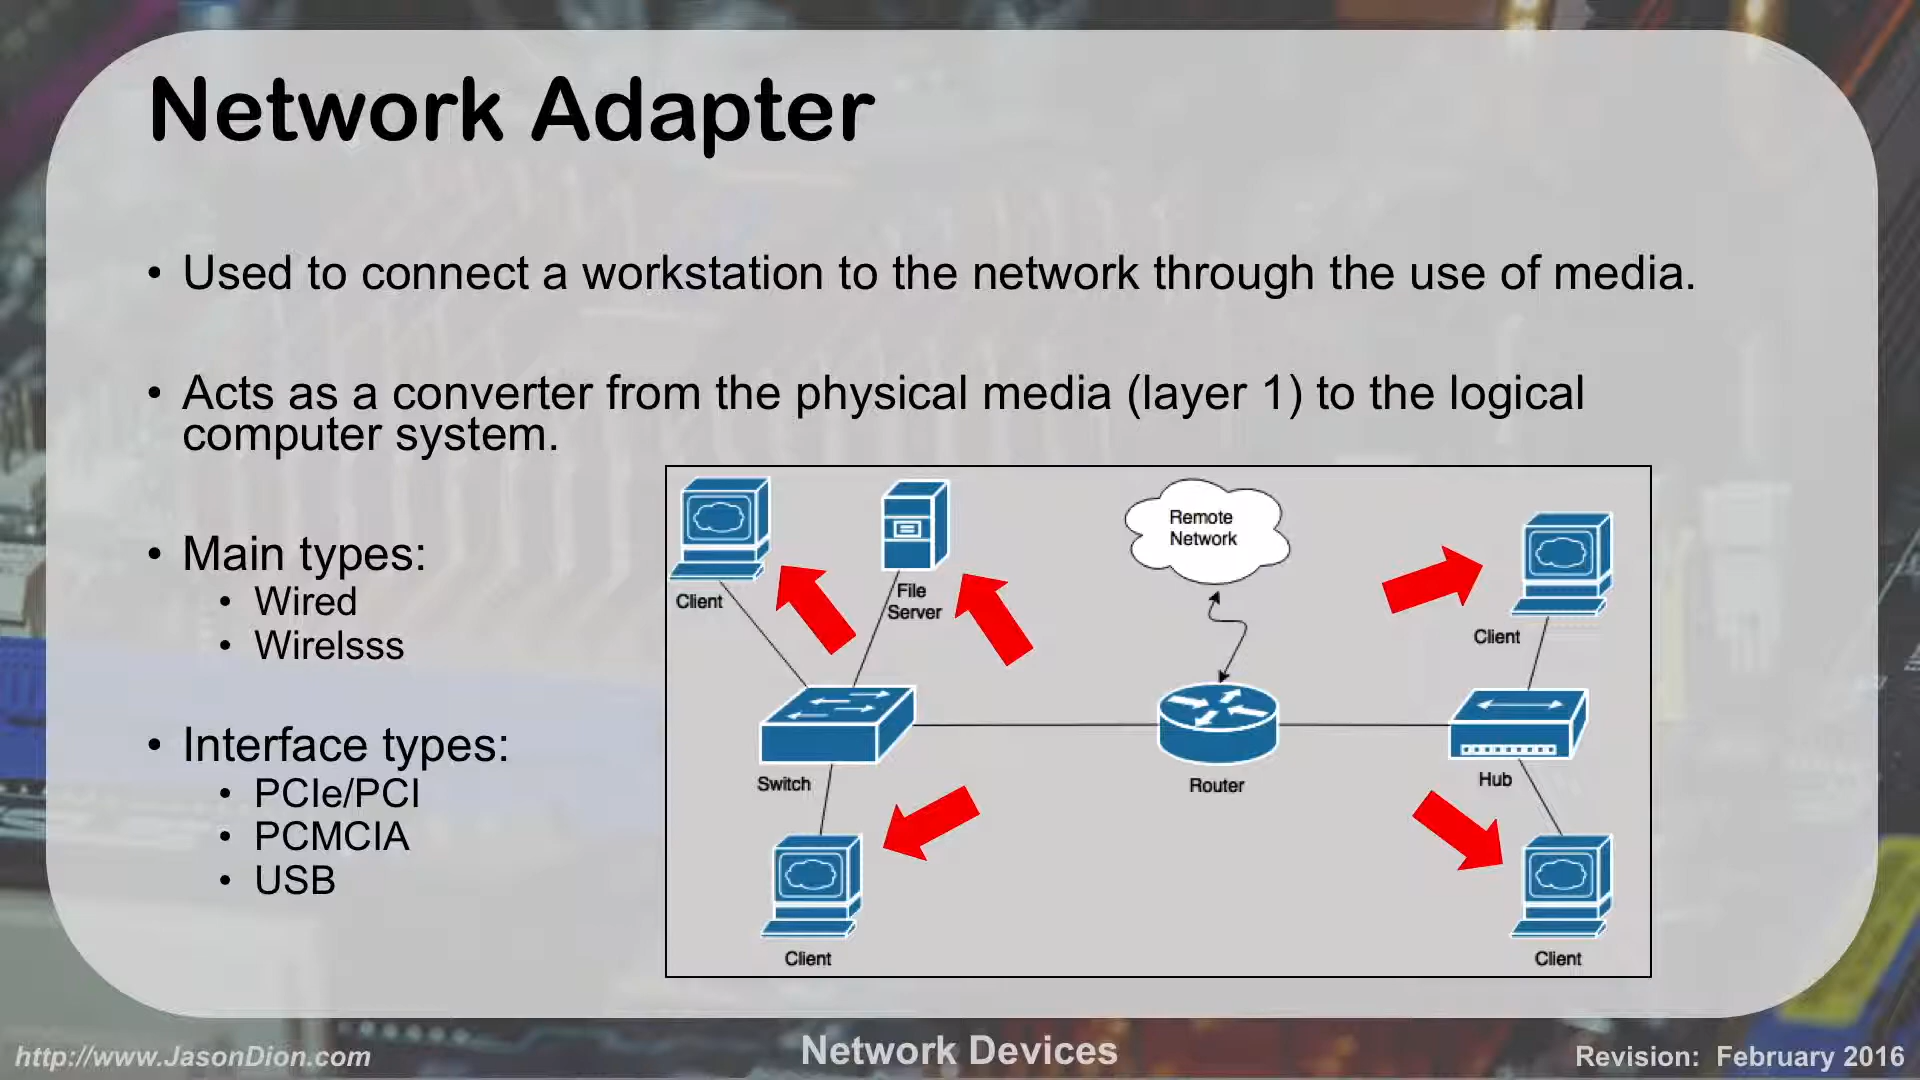 Network Adapter
• Used to connect a workstation to the network through the use of media.
• Acts as a converter from the physical media (layer 1) to the logical
computer system.
• Main types:
• Wired
• Wirelsss
• Interface types:
• PCIe/PCI
• PCMCIA
• USB
Client
File
Server
Remote
Network
Client
Switch
Router
Hub
Client
Client
http://www.JasonDion.com
Network Devices
Revision: February 2016